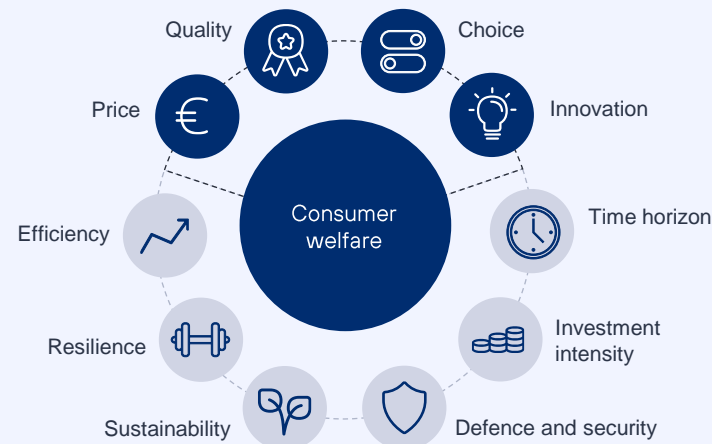 Quality
Choice
Price
€
Innovation
Consumer
welfare
Efficiency
Time horizon
Resilience
Investment
intensity
Sustainability
Defence and security